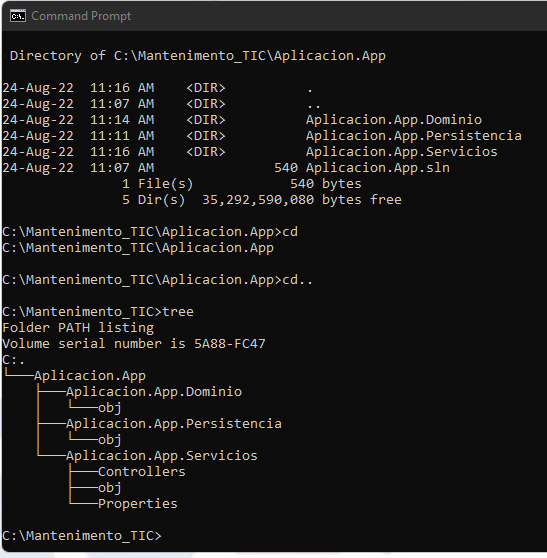 Command Prompt
Directory of C:\Mantenimento_TIC\Aplicacion.App
24-Aug-22  11:16 AM    <DIR>          .
24-Aug-22  11:07 AM    <DIR>          ..
24-Aug-22  11:14 AM    <DIR>          Aplicacion.App.Dominio
24-Aug-22  11:11 AM    <DIR>          Aplicacion.App.Persistencia
24-Aug-22  11:16 AM    <DIR>          Aplicacion.App.Servicios
24-Aug-22  11:07 AM               540 Aplicacion.App.sln
               1 File(s)            540 bytes
               5 Dir(s)  35,292,590,080 bytes free
C:\Mantenimento_TIC\Aplicacion.App>cd
C:\Mantenimento_TIC\Aplicacion.App
C:\Mantenimento_TIC\Aplicacion.App>cd..
C:\Mantenimento_TIC>tree
Folder PATH listing
Volume serial number is 5A88-FC47
C:.
└───Aplicacion.App
    ├───Aplicacion.App.Dominio
    │   └───obj
    ├───Aplicacion.App.Persistencia
    │   └───obj
    └───Aplicacion.App.Servicios
        ├───Controllers
        ├───obj
        └───Properties
C:\Mantenimento_TIC>